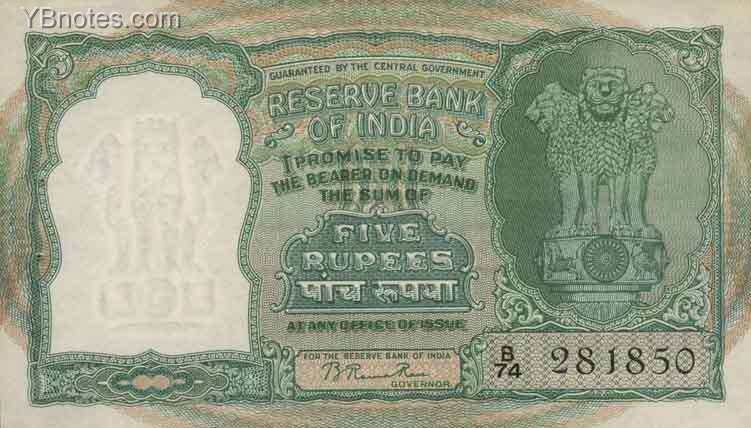 YBnotes.com
GUARANTEED BY THE CENTRAL GOVERNMENT
RESERVE BANK
OF INDIA
I PROMISE TO PAY
THE BEARER ON DEMAND
THE SUM OF
FIVE
RUPEES
पांच रूपया
AT ANY OFFICE OF ISSUE
FOR THE RESERVE BANK OF INDIA
B. Rama Rau
GOVERNOR
B/74 281850